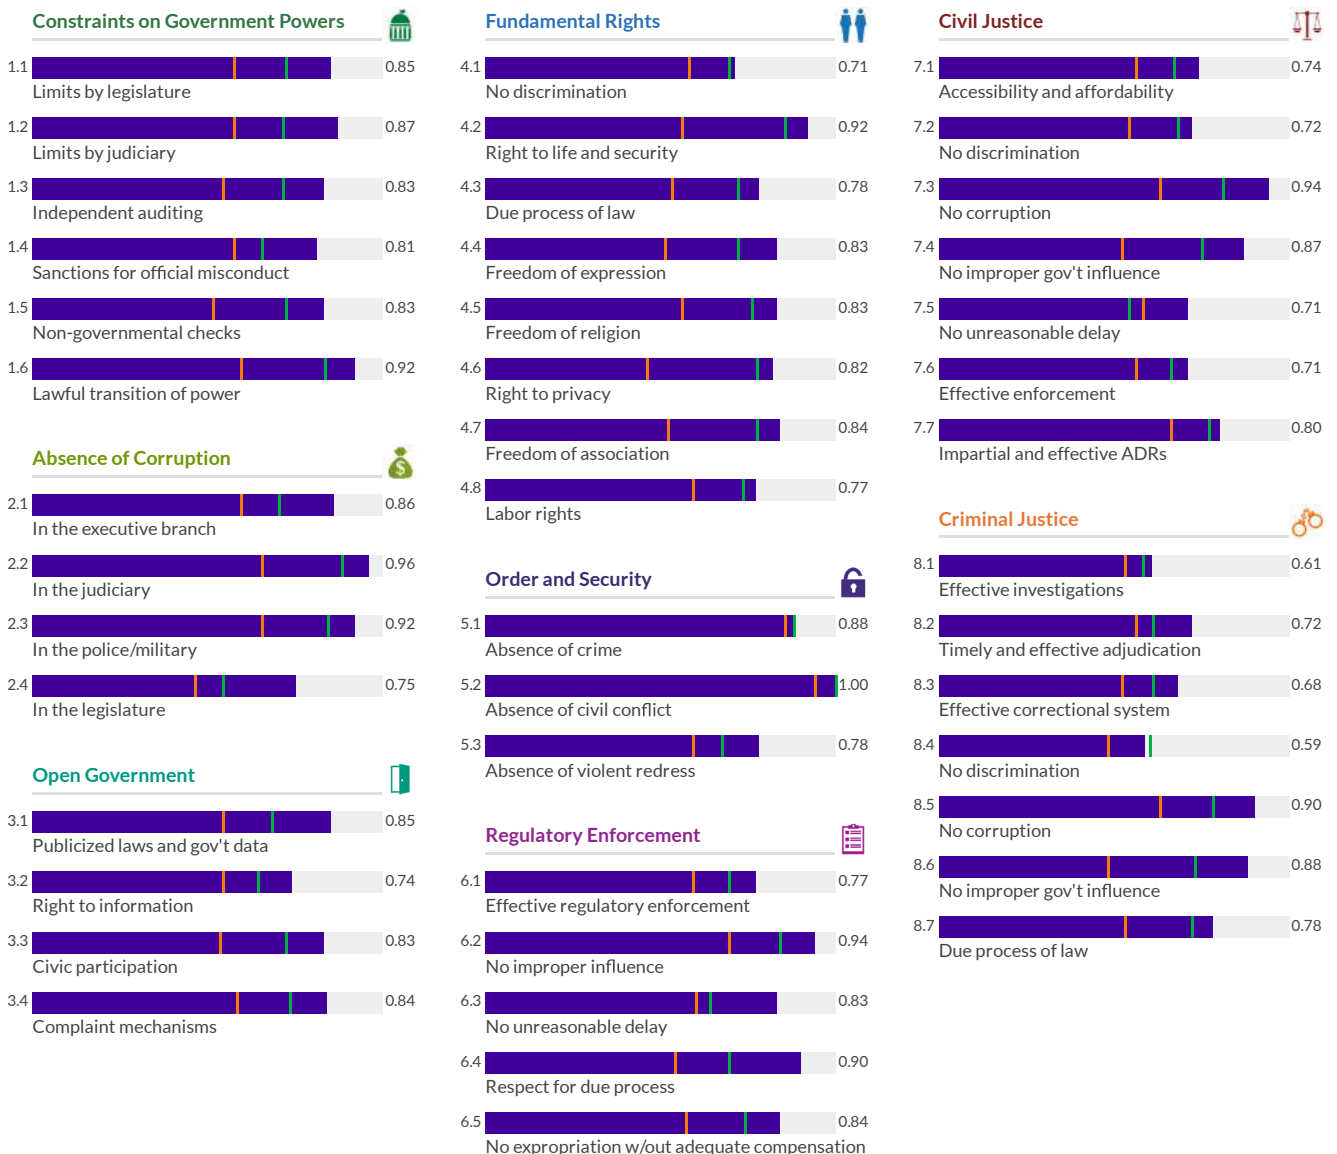 Constraints on Government Powers
1.1 0.85
Limits by legislature
1.2 0.87
Limits by judiciary
1.3 0.83
Independent auditing
1.4 0.81
Sanctions for official misconduct
1.5 0.83
Non-governmental checks
1.6 0.92
Lawful transition of power
Absence of Corruption
$
2.1 0.86
In the executive branch
2.2 0.96
In the judiciary
2.3 0.92
In the police/military
2.4 0.75
In the legislature
Open Government
3.1 0.85
Publicized laws and gov't data
3.2 0.74
Right to information
3.3 0.83
Civic participation
3.4 0.84
Complaint mechanisms
Fundamental Rights
4.1 0.71
No discrimination
4.2 0.92
Right to life and security
4.3 0.78
Due process of law
4.4 0.83
Freedom of expression
4.5 0.83
Freedom of religion
4.6 0.82
Right to privacy
4.7 0.84
Freedom of association
4.8 0.77
Labor rights
Order and Security
5.1 0.88
Absence of crime
5.2 1.00
Absence of civil conflict
5.3 0.78
Absence of violent redress
Regulatory Enforcement
6.1 0.77
Effective regulatory enforcement
6.2 0.94
No improper influence
6.3 0.83
No unreasonable delay
6.4 0.90
Respect for due process
6.5 0.84
No expropriation w/out adequate compensation
Civil Justice
7.1 0.74
Accessibility and affordability
7.2 0.72
No discrimination
7.3 0.94
No corruption
7.4 0.87
No improper gov't influence
7.5 0.71
No unreasonable delay
7.6 0.71
Effective enforcement
7.7 0.80
Impartial and effective ADRs
Criminal Justice
8.1 0.61
Effective investigations
8.2 0.72
Timely and effective adjudication
8.3 0.68
Effective correctional system
8.4 0.59
No discrimination
8.5 0.90
No corruption
8.6 0.88
No improper gov't influence
8.7 0.78
Due process of law